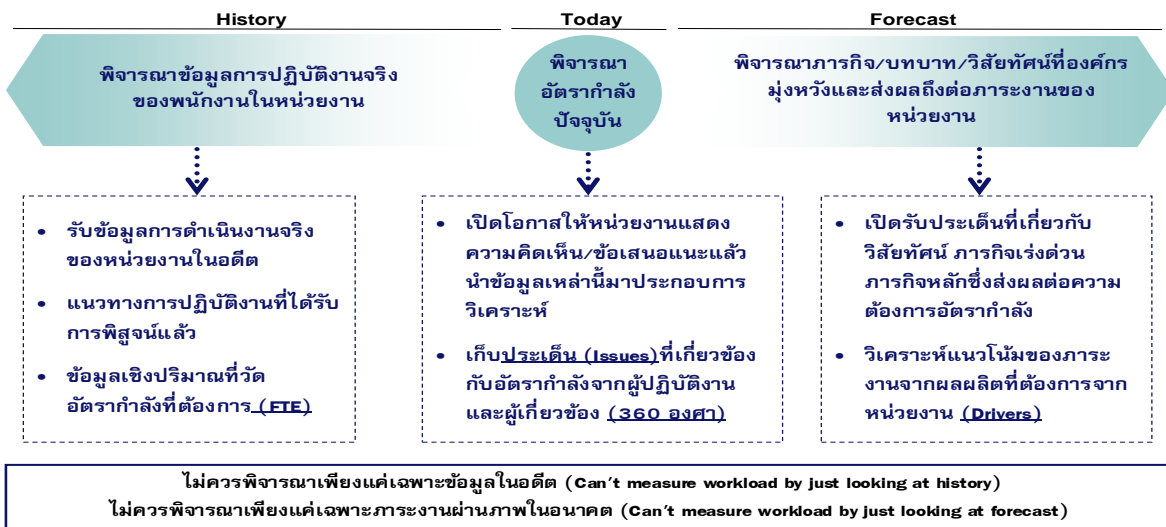 History
Today
Forecast
พิจารณาข้อมูลการปฏิบัติงานจริง
ของพนักงานในหน่วยงาน
พิจารณา
อัตรากำลัง
ปัจจุบัน
พิจารณาภารกิจ/บทบาท/วิสัยทัศน์ที่องค์กร
มุ่งหวังและส่งผลถึงต่อภาระงานของ
หน่วยงาน
• รับข้อมูลการดำเนินงานจริง
ของหน่วยงานในอดีต
• แนวทางการปฏิบัติงานที่ได้รับ
การพิสูจน์แล้ว
• ข้อมูลเชิงปริมาณที่วัด
อัตรากำลังที่ต้องการ (FTE)
• เปิดโอกาสให้หน่วยงานแสดง
ความคิดเห็น/ข้อเสนอแนะแล้ว
นำข้อมูลเหล่านี้มาประกอบการ
วิเคราะห์
• เก็บประเด็น (Issues)ที่เกี่ยวข้อง
กับอัตรากำลังจากผู้ปฏิบัติงาน
และผู้เกี่ยวข้อง (360 องศา)
• เปิดรับประเด็นที่เกี่ยวกับ
วิสัยทัศน์ ภารกิจเร่งด่วน
ภารกิจหลักซึ่งส่งผลต่อความ
ต้องการอัตรากำลัง
• วิเคราะห์แนวโน้มของภาระ
งานจากผลผลิตที่ต้องการจาก
หน่วยงาน (Drivers)
ไม่ควรพิจารณาเพียงแค่เฉพาะข้อมูลในอดีต (Can't measure workload by just looking at history)
ไม่ควรพิจารณาเพียงแค่เฉพาะภาระงานผ่านภาพในอนาคต (Can't measure workload by just looking at forecast)